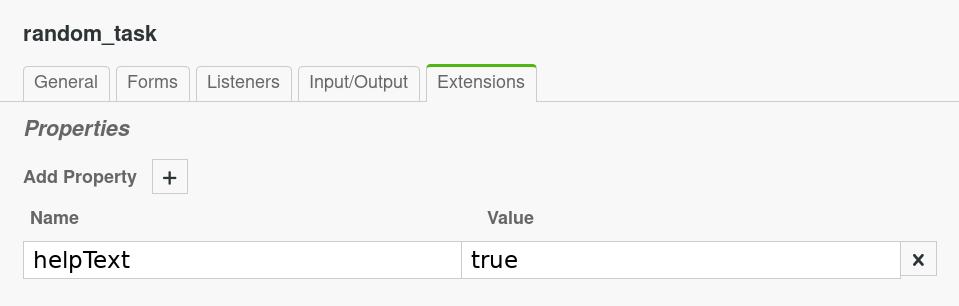 random_task
General Forms Listeners Input/Output Extensions
Properties
Add Property +
Name Value
helpText true x